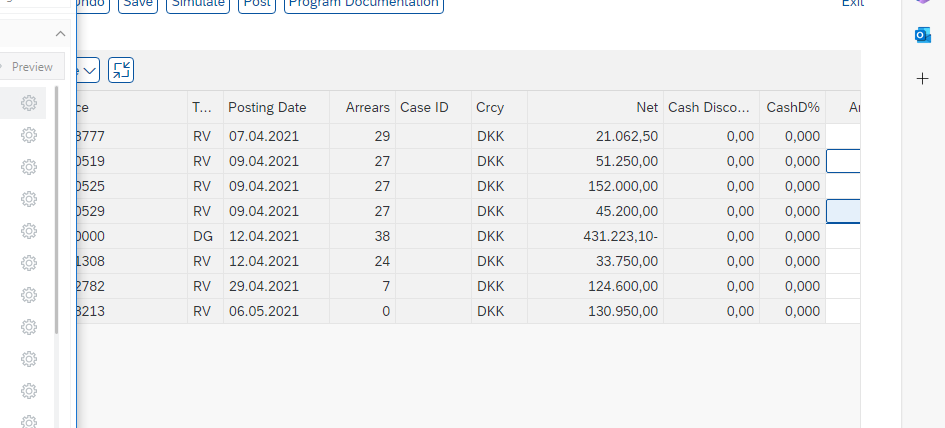 Undo Save Simulate Post Program Documentation Exit
Preview
T... Posting Date Arrears Case ID Crcy Net Cash Disco... CashD%
8777 RV 07.04.2021 29 DKK 21.062,50 0,00 0,000
0519 RV 09.04.2021 27 DKK 51.250,00 0,00 0,000
0525 RV 09.04.2021 27 DKK 152.000,00 0,00 0,000
0529 RV 09.04.2021 27 DKK 45.200,00 0,00 0,000
0000 DG 12.04.2021 38 DKK 431.223,10- 0,00 0,000
1308 RV 12.04.2021 24 DKK 33.750,00 0,00 0,000
2782 RV 29.04.2021 7 DKK 124.600,00 0,00 0,000
3213 RV 06.05.2021 0 DKK 130.950,00 0,00 0,000